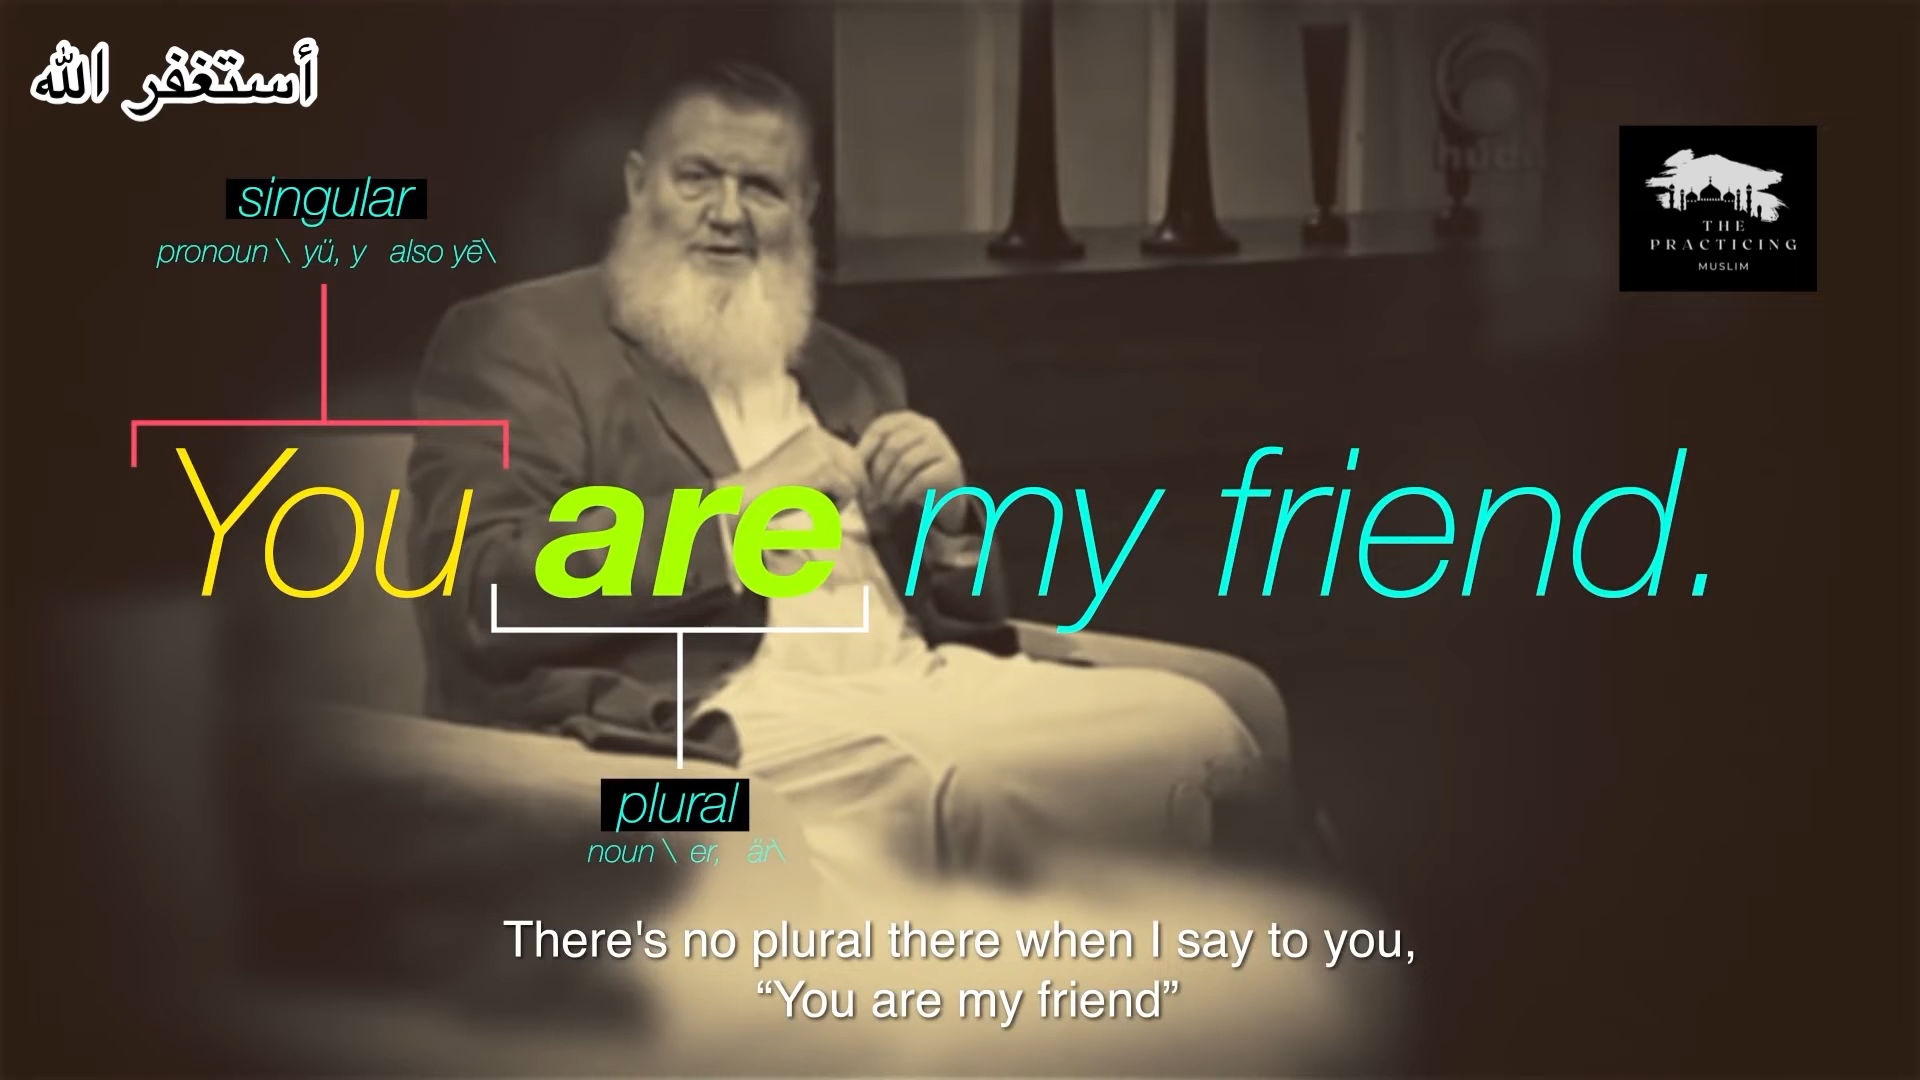 أستغفر الله
singular
pronoun \ yü, y also yē\
THE
PRACTICING
MUSLIM
You are my friend.
plural
noun \ er, är\
There's no plural there when I say to you,
“You are my friend”